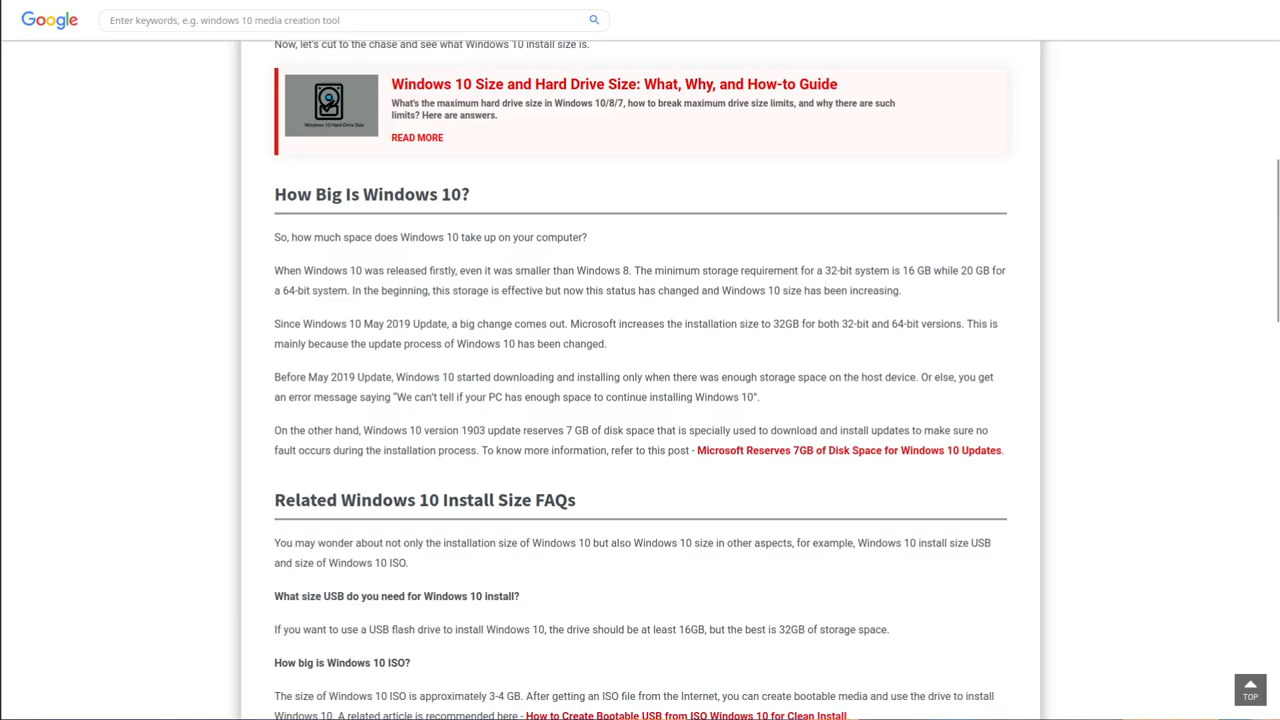 Google
Enter keywords, e.g. windows 10 media creation tool
Now, let's cut to the chase and see what Windows 10 install size is.
Windows 10 Size and Hard Drive Size: What, Why, and How-to Guide
What's the maximum hard drive size in Windows 10/8/7, how to break maximum drive size limits, and why there are such
limits? Here are answers.
Windows 10 Hard Drive Size
READ MORE
How Big Is Windows 10?
So, how much space does Windows 10 take up on your computer?
When Windows 10 was released firstly, even it was smaller than Windows 8. The minimum storage requirement for a 32-bit system is 16 GB while 20 GB for
a 64-bit system. In the beginning, this storage is effective but now this status has changed and Windows 10 size has been increasing.
Since Windows 10 May 2019 Update, a big change comes out. Microsoft increases the installation size to 32GB for both 32-bit and 64-bit versions. This is
mainly because the update process of Windows 10 has been changed.
Before May 2019 Update, Windows 10 started downloading and installing only when there was enough storage space on the host device. Or else, you get
an error message saying “We can’t tell if your PC has enough space to continue installing Windows 10”.
On the other hand, Windows 10 version 1903 update reserves 7 GB of disk space that is specially used to download and install updates to make sure no
fault occurs during the installation process. To know more information, refer to this post - Microsoft Reserves 7GB of Disk Space for Windows 10 Updates.
Related Windows 10 Install Size FAQs
You may wonder about not only the installation size of Windows 10 but also Windows 10 size in other aspects, for example, Windows 10 install size USB
and size of Windows 10 ISO.
What size USB do you need for Windows 10 install?
If you want to use a USB flash drive to install Windows 10, the drive should be at least 16GB, but the best is 32GB of storage space.
How big is Windows 10 ISO?
The size of Windows 10 ISO is approximately 3-4 GB. After getting an ISO file from the Internet, you can create bootable media and use the drive to install
Windows 10. A related article is recommended here - How to Create Bootable USB from ISO Windows 10 for Clean Install.
TOP